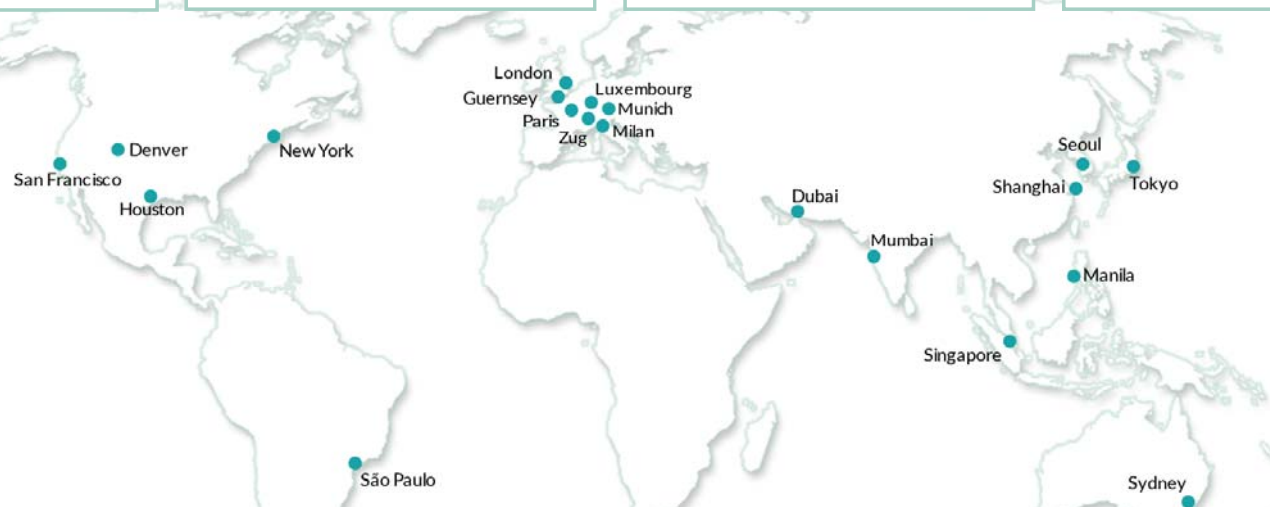 London
Luxembourg
Guernsey
Munich
Paris
Milan
Zug
Denver
New York
San Francisco
Houston
Seoul
Shanghai
Tokyo
Dubai
Mumbai
Manila
Singapore
São Paulo
Sydney